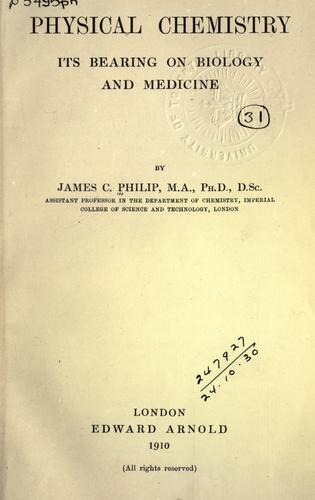 PHYSICAL CHEMISTRY
ITS BEARING ON BIOLOGY
AND MEDICINE
31
BY
JAMES C. PHILIP, M.A., PH.D., D.SC.
ASSISTANT PROFESSOR IN THE DEPARTMENT OF CHEMISTRY, IMPERIAL
COLLEGE OF SCIENCE AND TECHNOLOGY, LONDON
247927
24.10.30
LONDON
EDWARD ARNOLD
1910
(All rights reserved)